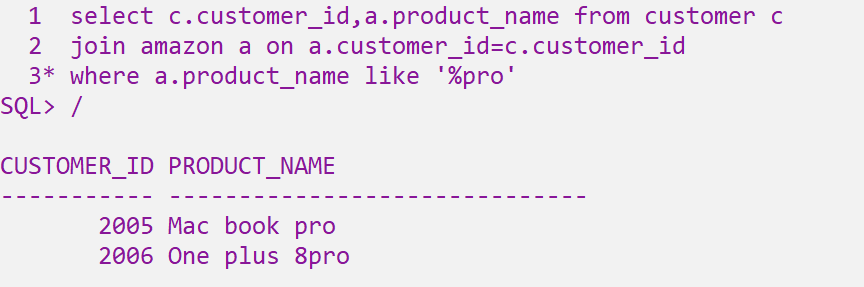 1 select c.customer_id,a.product_name from customer c
2 join amazon a on a.customer_id=c.customer_id
3* where a.product_name like '%pro'
SQL> /
CUSTOMER_ID PRODUCT_NAME
----------- ------------------------------
2005 Mac book pro
2006 One plus 8pro